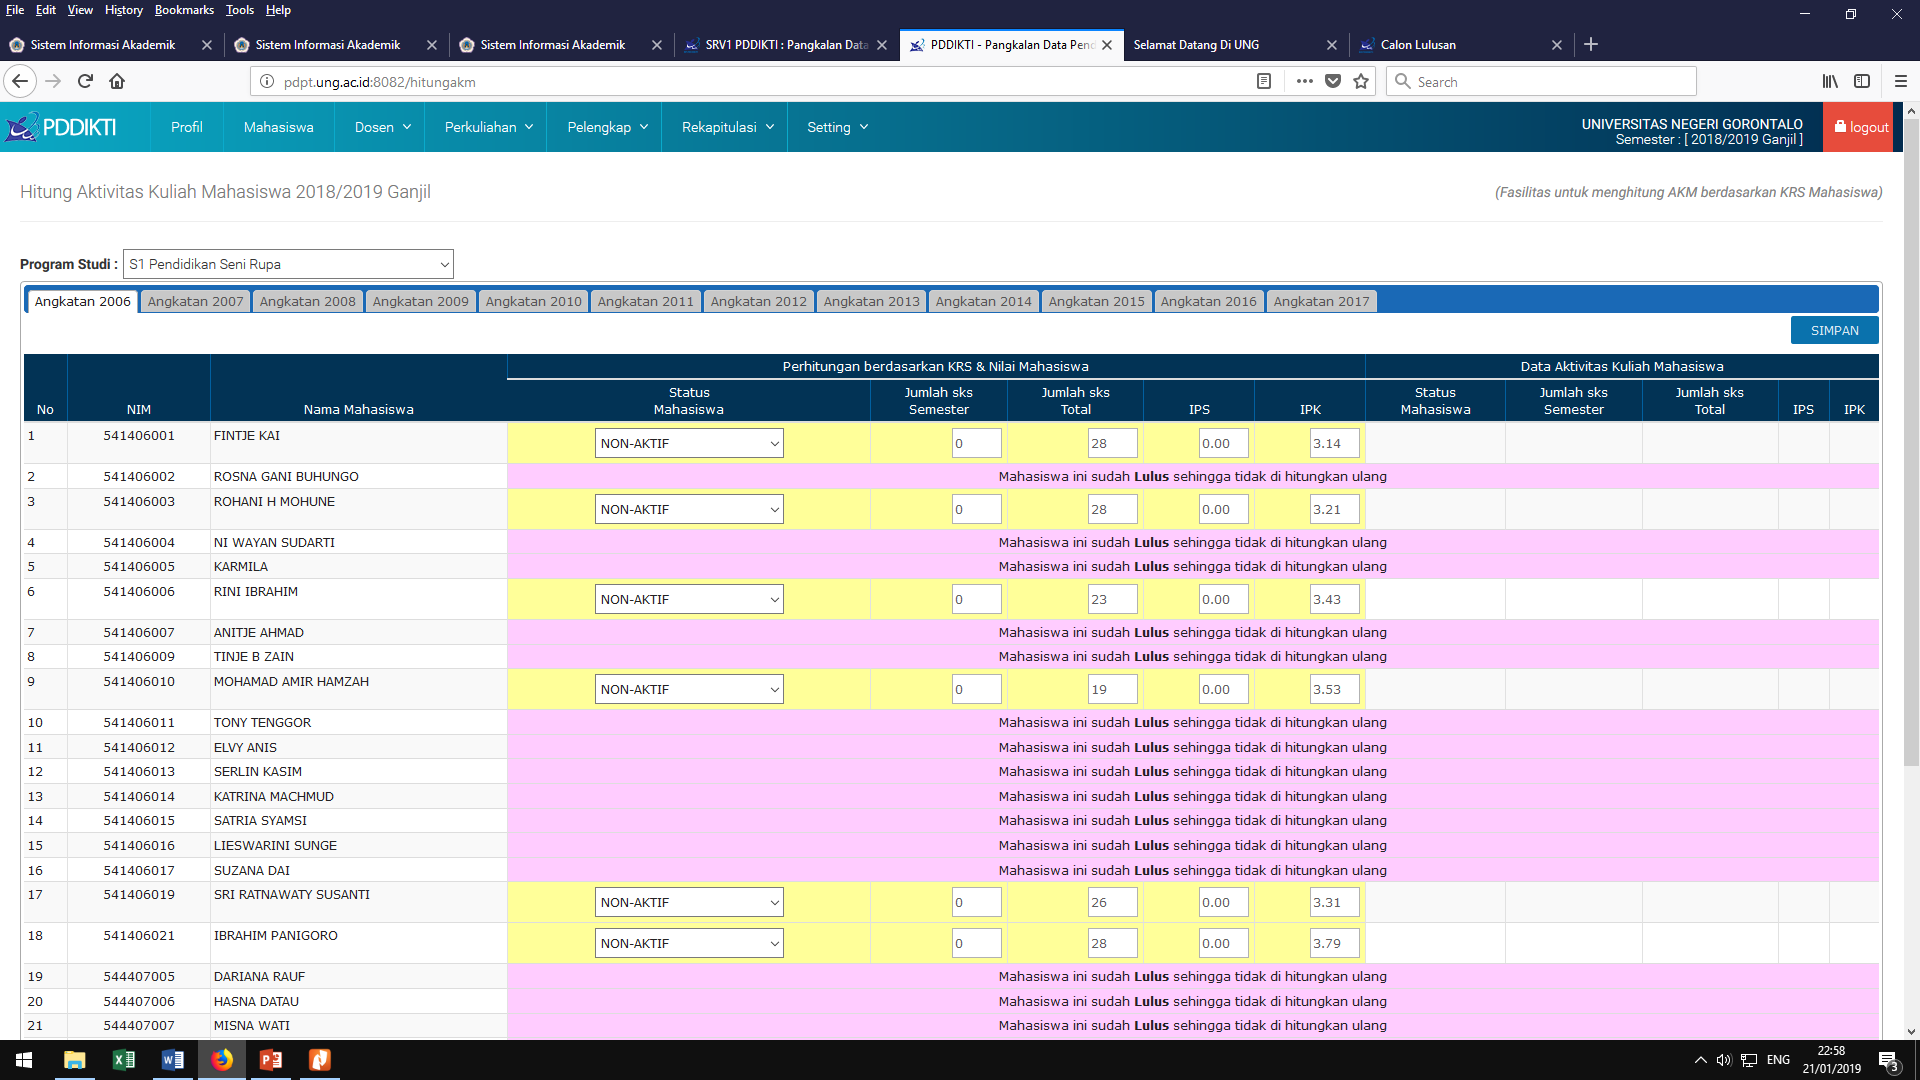 File Edit View History Bookmarks Tools Help
Sistem Informasi Akademik Sistem Informasi Akademik Sistem Informasi Akademik SRV1 PDDIKTI : Pangkalan Data PDDIKTI - Pangkalan Data Pend Selamat Datang Di UNG Calon Lulusan
pdpt.ung.ac.id:8082/hitungakm Search
PDDIKTI Profil Mahasiswa Dosen Perkuliahan Pelengkap Rekapitulasi Setting UNIVERSITAS NEGERI GORONTALO logout
Semester : [ 2018/2019 Ganjil ]
Hitung Aktivitas Kuliah Mahasiswa 2018/2019 Ganjil (Fasilitas untuk menghitung AKM berdasarkan KRS Mahasiswa)
Program Studi : S1 Pendidikan Seni Rupa
Angkatan 2006 Angkatan 2007 Angkatan 2008 Angkatan 2009 Angkatan 2010 Angkatan 2011 Angkatan 2012 Angkatan 2013 Angkatan 2014 Angkatan 2015 Angkatan 2016 Angkatan 2017
SIMPAN
Perhitungan berdasarkan KRS & Nilai Mahasiswa Data Aktivitas Kuliah Mahasiswa
Status Jumlah sks Jumlah sks Status Jumlah sks Jumlah sks
No NIM Nama Mahasiswa Mahasiswa Semester Total IPS IPK Mahasiswa Semester Total IPS IPK
1 541406001 FINTJE KAI NON-AKTIF 0 28 0.00 3.14
2 541406002 ROSNA GANI BUHUNGO Mahasiswa ini sudah Lulus sehingga tidak di hitungkan ulang
3 541406003 ROHANI H MOHUNE NON-AKTIF 0 28 0.00 3.21
4 541406004 NI WAYAN SUDARTI Mahasiswa ini sudah Lulus sehingga tidak di hitungkan ulang
5 541406005 KARMILA Mahasiswa ini sudah Lulus sehingga tidak di hitungkan ulang
6 541406006 RINI IBRAHIM NON-AKTIF 0 23 0.00 3.43
7 541406007 ANITJE AHMAD Mahasiswa ini sudah Lulus sehingga tidak di hitungkan ulang
8 541406009 TINJE B ZAIN Mahasiswa ini sudah Lulus sehingga tidak di hitungkan ulang
9 541406010 MOHAMAD AMIR HAMZAH NON-AKTIF 0 19 0.00 3.53
10 541406011 TONY TENGGOR Mahasiswa ini sudah Lulus sehingga tidak di hitungkan ulang
11 541406012 ELVY ANIS Mahasiswa ini sudah Lulus sehingga tidak di hitungkan ulang
12 541406013 SERLIN KASIM Mahasiswa ini sudah Lulus sehingga tidak di hitungkan ulang
13 541406014 KATRINA MACHMUD Mahasiswa ini sudah Lulus sehingga tidak di hitungkan ulang
14 541406015 SATRIA SYAMSI Mahasiswa ini sudah Lulus sehingga tidak di hitungkan ulang
15 541406016 LIESWARINI SUNGE Mahasiswa ini sudah Lulus sehingga tidak di hitungkan ulang
16 541406017 SUZANA DAI Mahasiswa ini sudah Lulus sehingga tidak di hitungkan ulang
17 541406019 SRI RATNAWATY SUSANTI NON-AKTIF 0 26 0.00 3.31
18 541406021 IBRAHIM PANIGORO NON-AKTIF 0 28 0.00 3.79
19 544407005 DARIANA RAUF Mahasiswa ini sudah Lulus sehingga tidak di hitungkan ulang
20 544407006 HASNA DATAU Mahasiswa ini sudah Lulus sehingga tidak di hitungkan ulang
21 544407007 MISNA WATI Mahasiswa ini sudah Lulus sehingga tidak di hitungkan ulang
ENG 22:58
21/01/2019 3